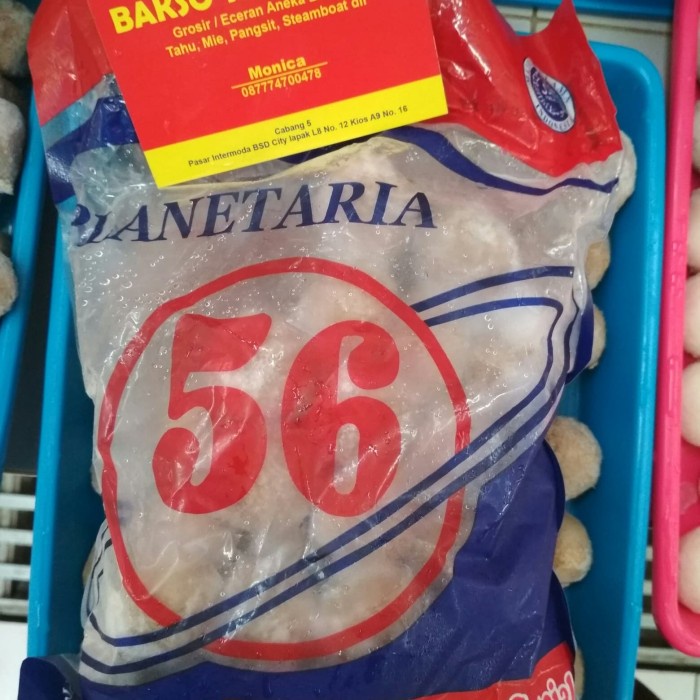 BAKSO
Grosir / Eceran Aneka
Tahu, Mie, Pangsit, Steamboat dll
Monica
087774700478
Cabang 5
Pasar Intermoda BSD City lapak L8 No. 12 Kios A9 No. 16
PLANETARIA
56